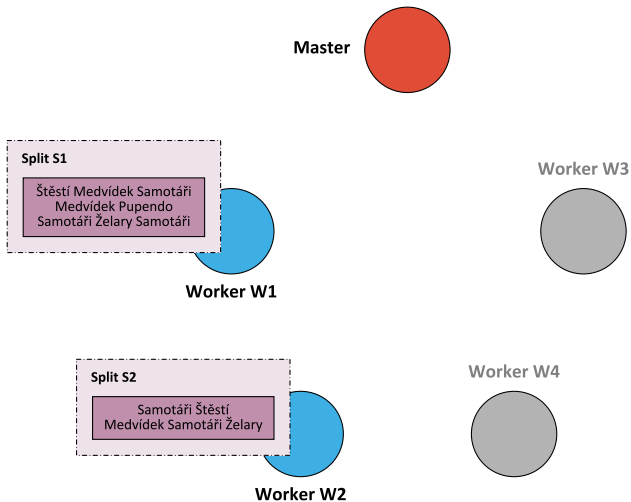 Master
Split S1
Štěstí Medvídek Samotáři
Medvídek Pupendo
Samotáři Želary Samotáři
Worker W1
Worker W3
Split S2
Samotáři Štěstí
Medvídek Samotáři Želary
Worker W2
Worker W4